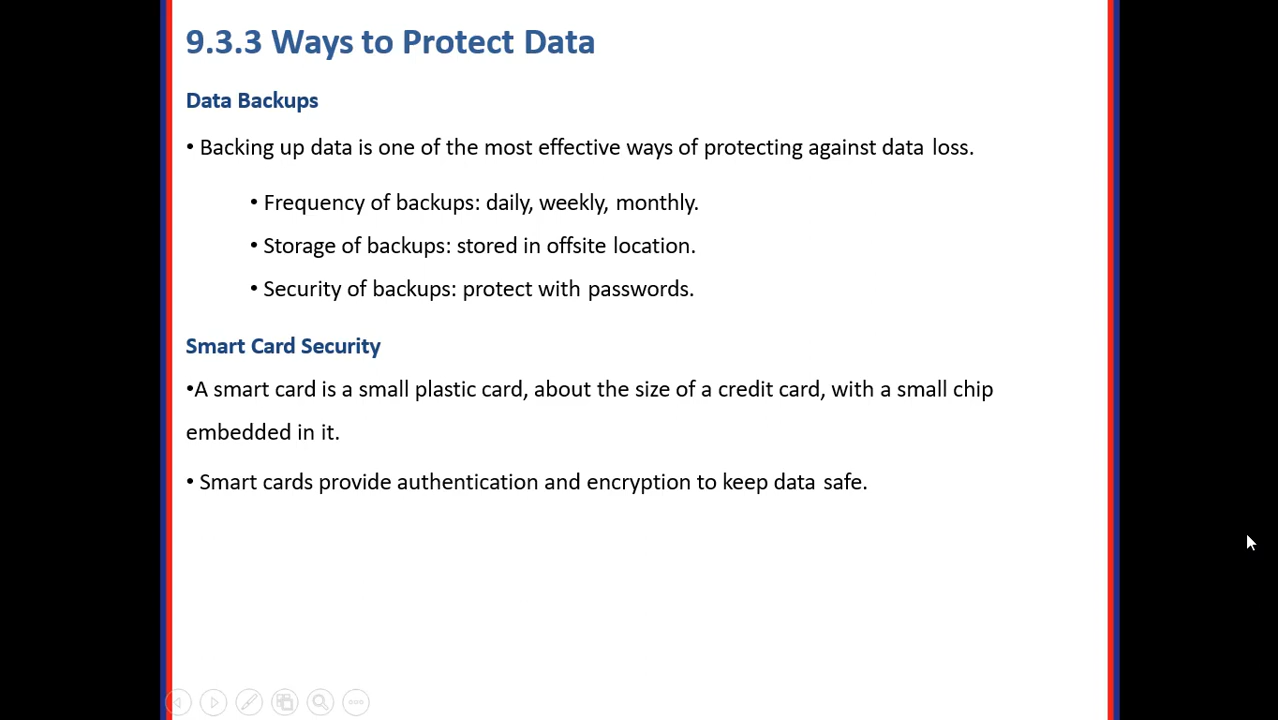 9.3.3 Ways to Protect Data
Data Backups
• Backing up data is one of the most effective ways of protecting against data loss.
• Frequency of backups: daily, weekly, monthly.
• Storage of backups: stored in offsite location.
• Security of backups: protect with passwords.
Smart Card Security
•A smart card is a small plastic card, about the size of a credit card, with a small chip
embedded in it.
• Smart cards provide authentication and encryption to keep data safe.